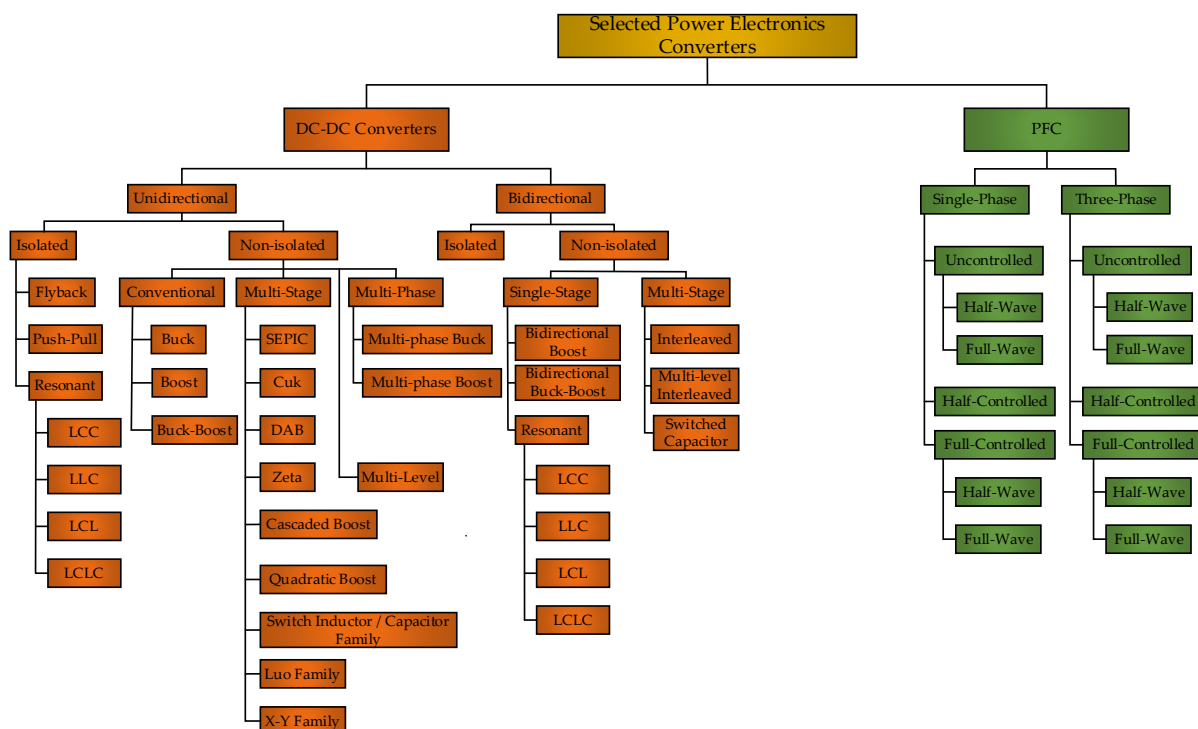 Selected Power Electronics
Converters
DC-DC Converters
PFC
Unidirectional
Bidirectional
Single-Phase
Three-Phase
Isolated
Non-isolated
Isolated
Non-isolated
Uncontrolled
Uncontrolled
Flyback
Conventional
Multi-Stage
Multi-Phase
Single-Stage
Multi-Stage
Half-Wave
Half-Wave
Push-Pull
Buck
SEPIC
Multi-phase Buck
Bidirectional
Boost
Interleaved
Full-Wave
Full-Wave
Resonant
Boost
Cuk
Multi-phase Boost
Bidirectional
Buck-Boost
Multi-level
Interleaved
Half-Controlled
Half-Controlled
LCC
Buck-Boost
DAB
Resonant
Switched
Capacitor
Full-Controlled
Full-Controlled
LLC
Zeta
Multi-Level
LCC
Half-Wave
Half-Wave
LCL
Cascaded Boost
LLC
Full-Wave
Full-Wave
LCLC
Quadratic Boost
LCL
Switch Inductor / Capacitor
Family
LCLC
Luo Family
X-Y Family